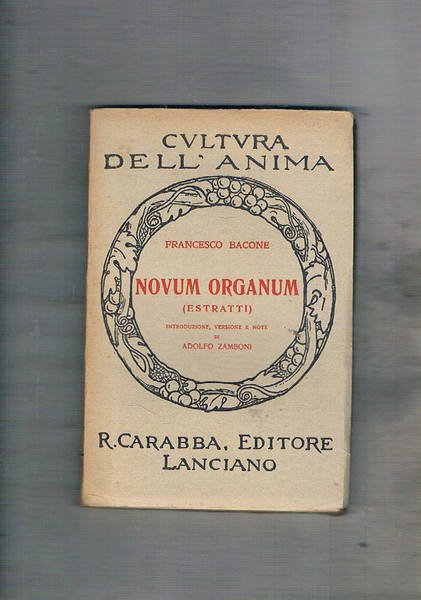 CVLTVRA
DELL'ANIMA
FRANCESCO BACONE
NOVUM ORGANUM
(ESTRATTI)
INTRODUZIONE, VERSIONE E NOTE
DI
ADOLFO ZAMBONI
R. CARABBA, EDITORE
LANCIANO